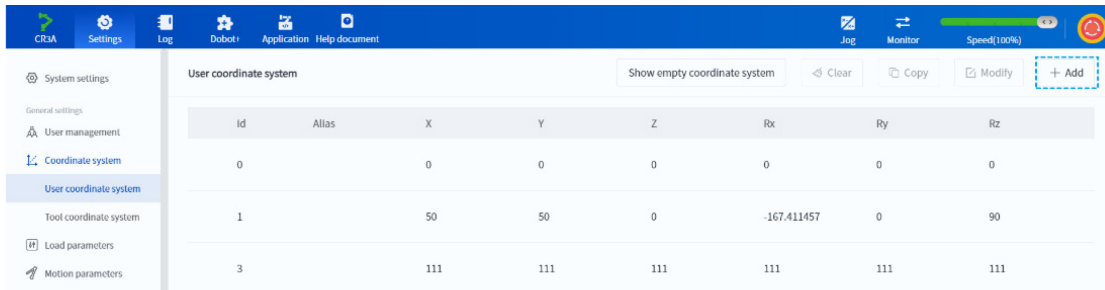 CR3A Settings Log Dobot+ Application Help document Jog Monitor Speed(100%)
System settings
User coordinate system Show empty coordinate system Clear Copy Modify + Add
General settings
User management
Id Alias X Y Z Rx Ry Rz
Coordinate system
0 0 0 0 0 0 0
User coordinate system
Tool coordinate system
1 50 50 0 -167.411457 0 90
Load parameters
Motion parameters
3 111 111 111 111 111 111